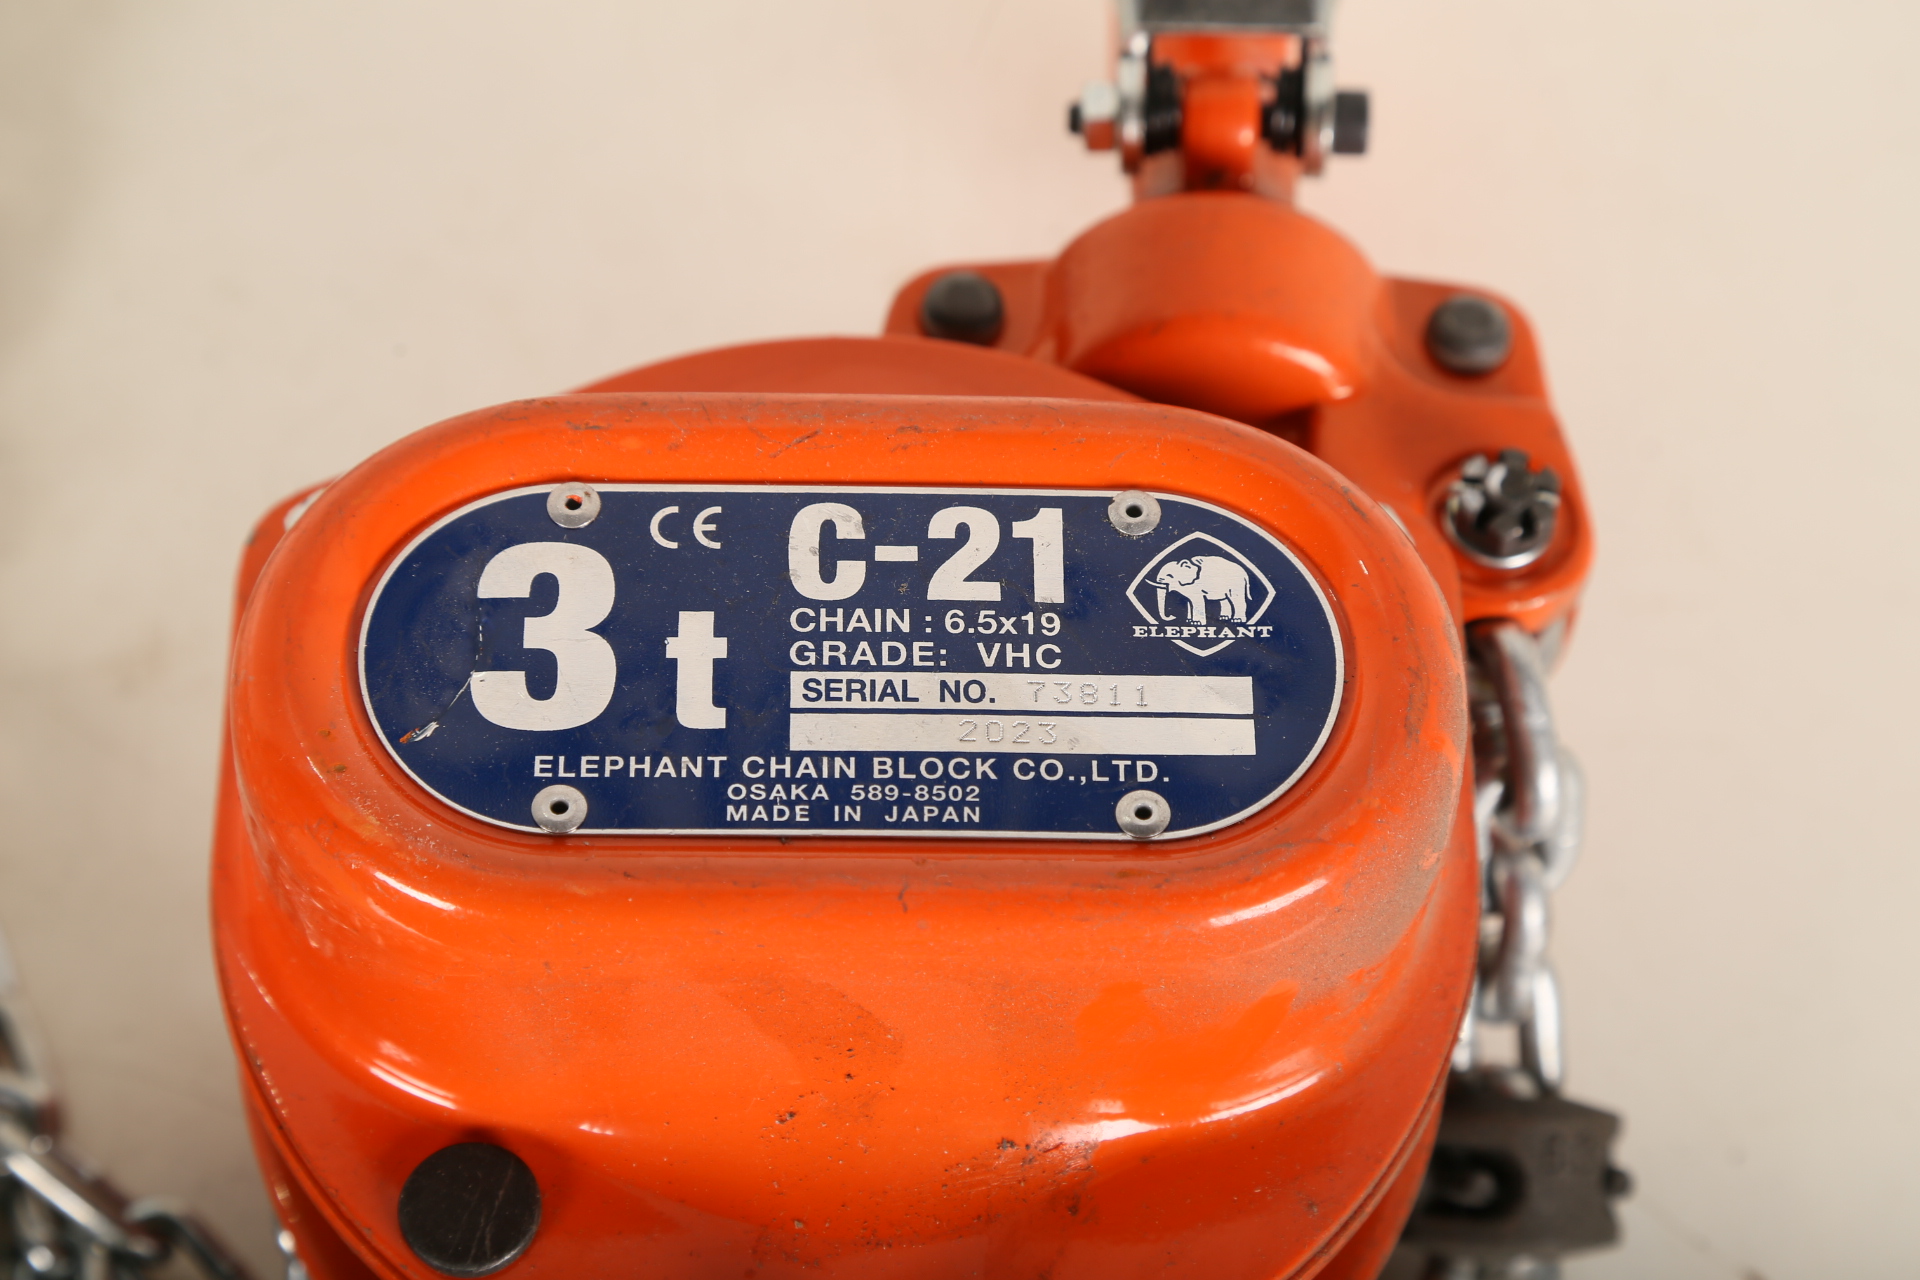 CE
C-21
3 t
CHAIN : 6.5x19
GRADE: VHC
ELEPHANT
SERIAL NO. 73811
2023
ELEPHANT CHAIN BLOCK CO.,LTD.
OSAKA 589-8502
MADE IN JAPAN